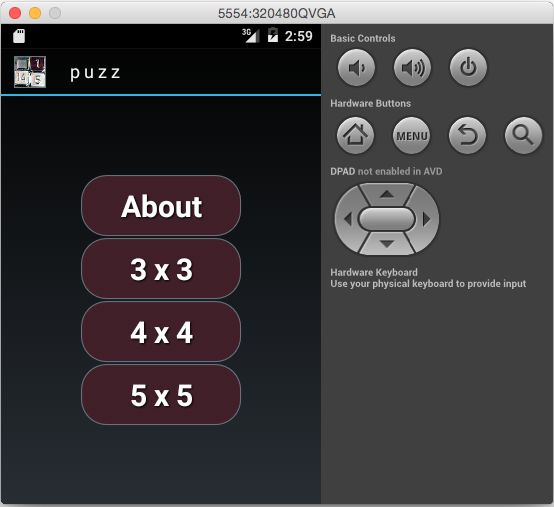 5554:320480QVGA
3G 2:59
puzz
About
3 x 3
4 x 4
5 x 5
Basic Controls
Hardware Buttons
MENU
DPAD not enabled in AVD
Hardware Keyboard
Use your physical keyboard to provide input